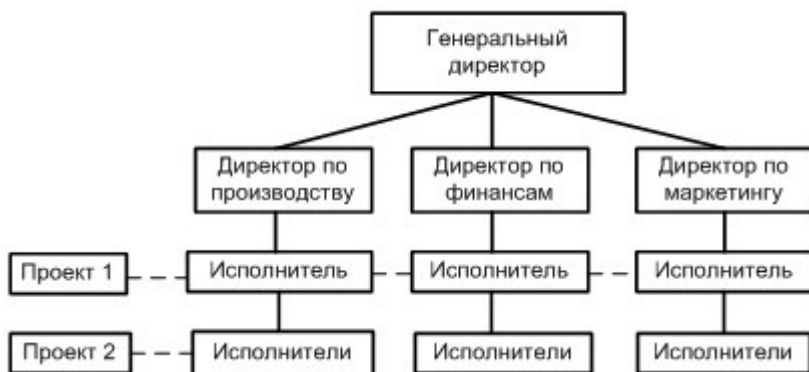 Генеральный
директор
Директор по
производству
Директор по
финансам
Директор по
маркетингу
Проект 1
Исполнитель
Исполнитель
Исполнитель
Проект 2
Исполнители
Исполнители
Исполнители